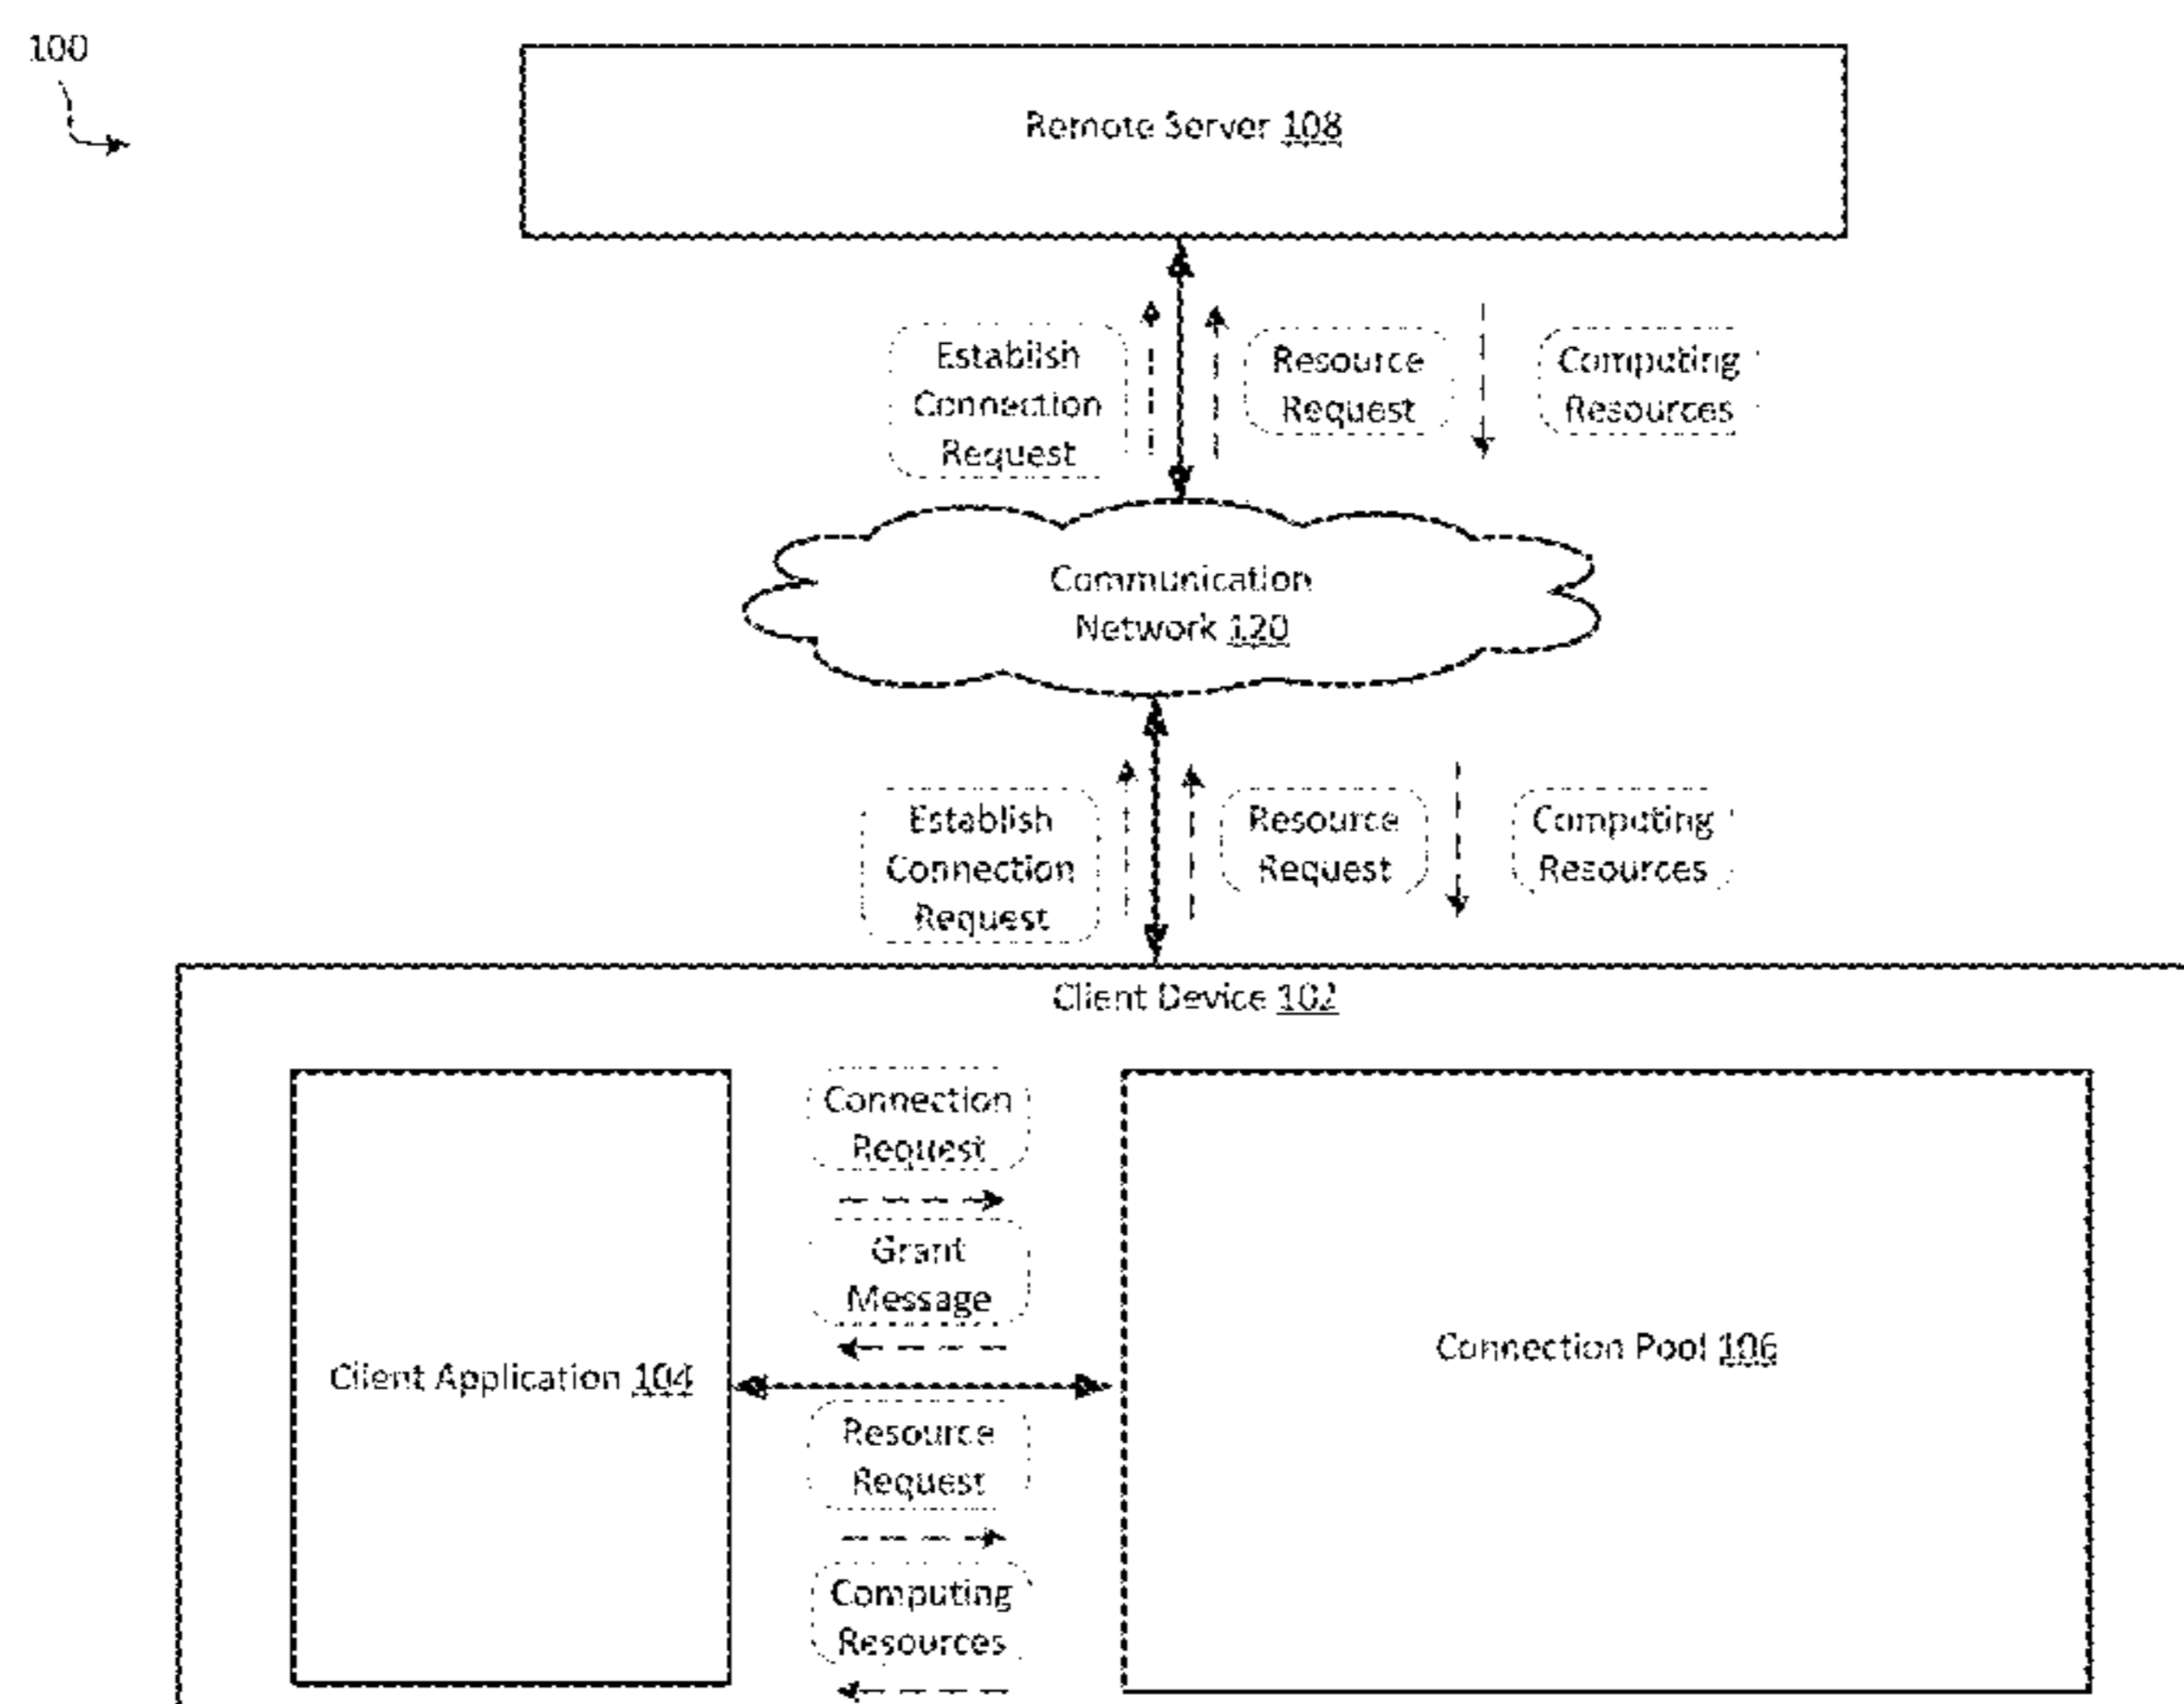 100
Remote Server 108
Establish
Connection
Request
Resource
Request
Computing
Resources
Communication
Network 120
Establish
Connection
Request
Resource
Request
Computing
Resources
Client Device 102
Connection
Request
Grant
Message
Client Application 104
Connection Pool 106
Resource
Request
Computing
Resources